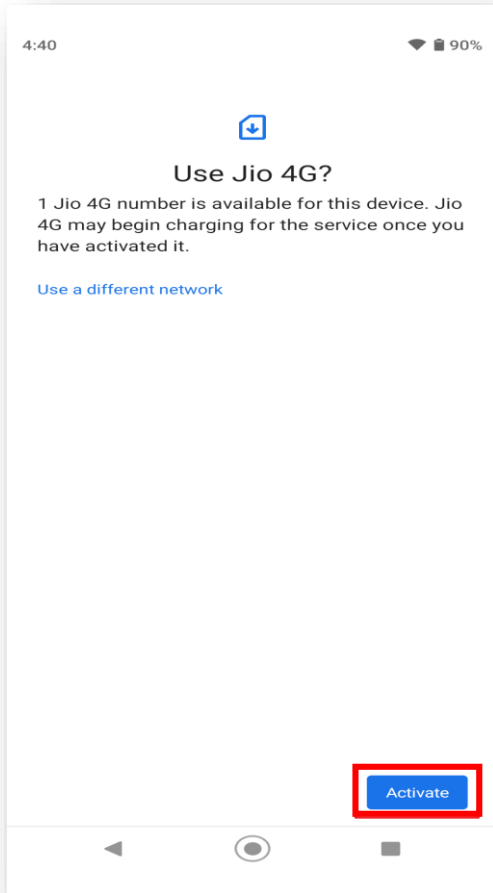 4:40 90%
Use Jio 4G?
1 Jio 4G number is available for this device. Jio
4G may begin charging for the service once you
have activated it.
Use a different network
Activate